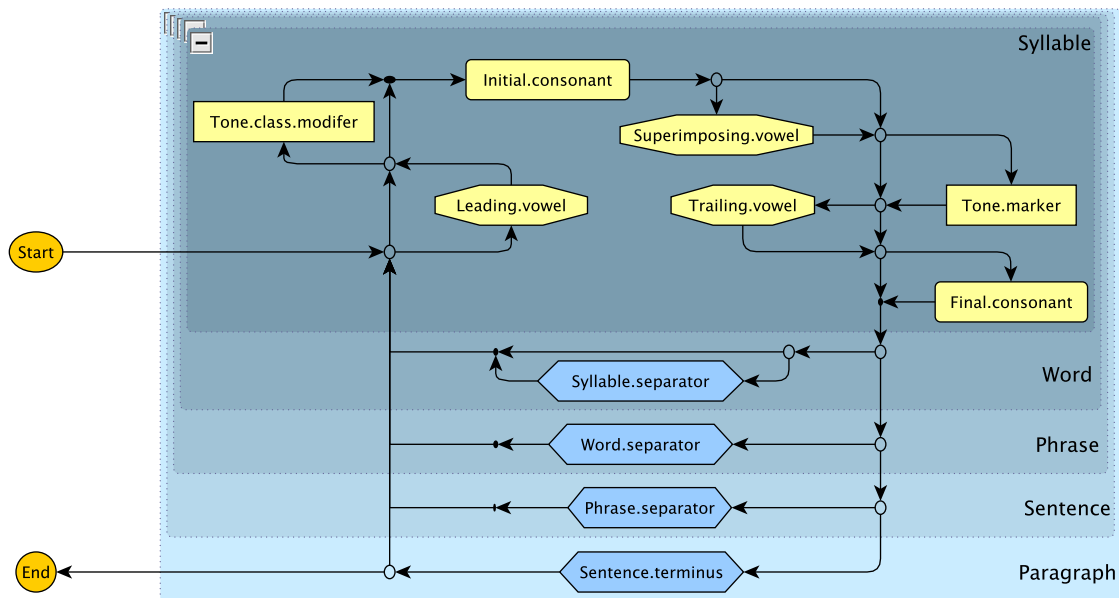 Syllable
Initial.consonant
Tone.class.modifer
Superimposing.vowel
Leading.vowel
Trailing.vowel
Tone.marker
Start
Final.consonant
Syllable.separator
Word
Word.separator
Phrase
Phrase.separator
Sentence
End
Sentence.terminus
Paragraph